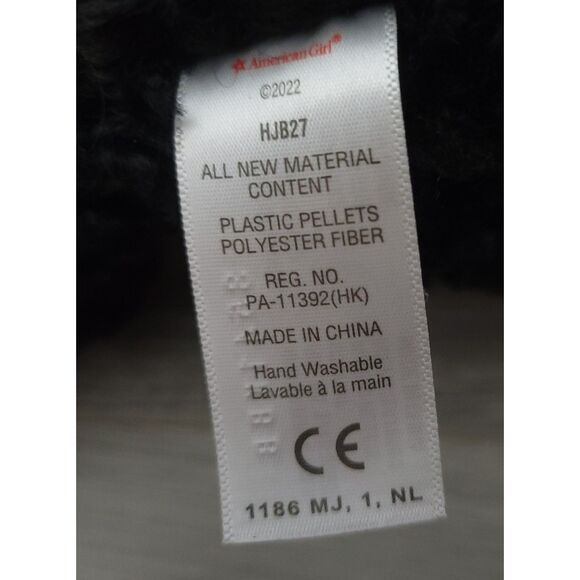 American Girl®
©2022
HJB27
ALL NEW MATERIAL
CONTENT
PLASTIC PELLETS
POLYESTER FIBER
REG. NO.
PA-11392(HK)
MADE IN CHINA
Hand Washable
Lavable à la main
CE
1186 MJ, 1, NL